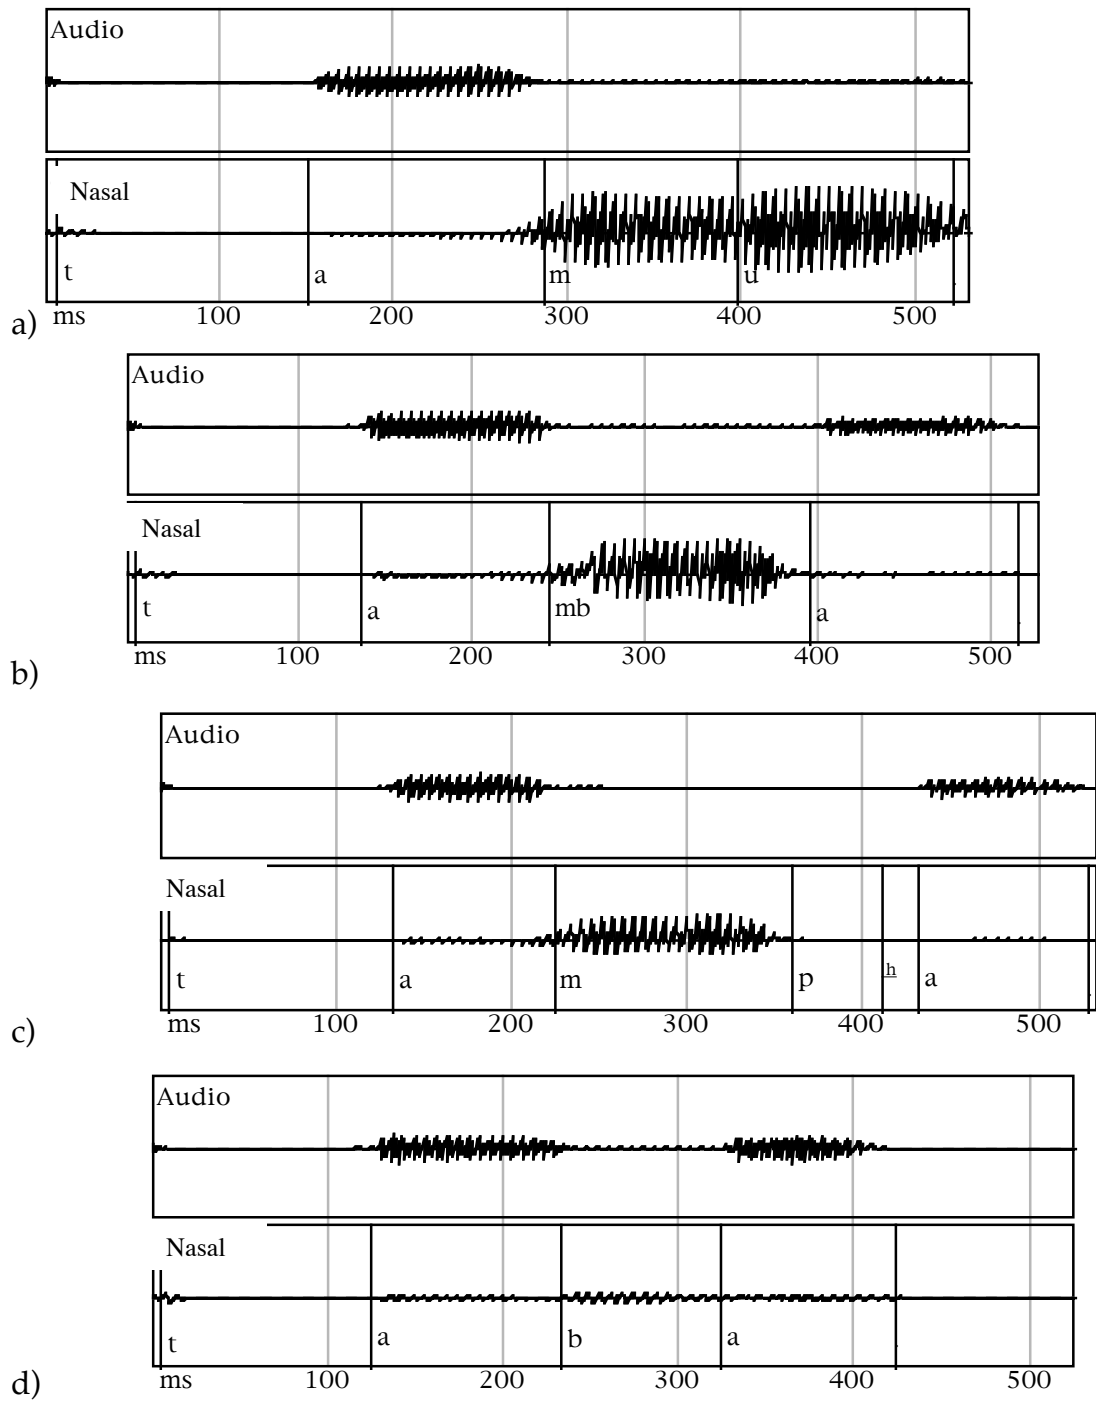 Audio
Nasal
t a m u
a) ms 100 200 300 400 500
Audio
Nasal
t a mb a
b) ms 100 200 300 400 500
Audio
Nasal
t a m p h a
c) ms 100 200 300 400 500
Audio
Nasal
t a b a
d) ms 100 200 300 400 500